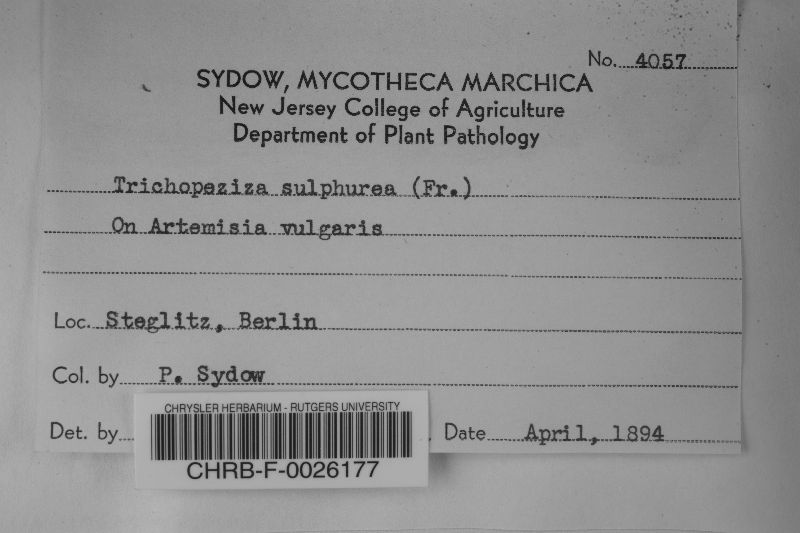 No. 4057
SYDOW, MYCOTHECA MARCHICA
New Jersey College of Agriculture
Department of Plant Pathology
Trichopeziza sulphurea (Fr.)
On Artemisia vulgaris
Loc. Steglitz, Berlin
Col. by P. Sydow
Det. by Date April, 1894
CHRYSLER HERBARIUM - RUTGERS UNIVERSITY
CHRB-F-0026177